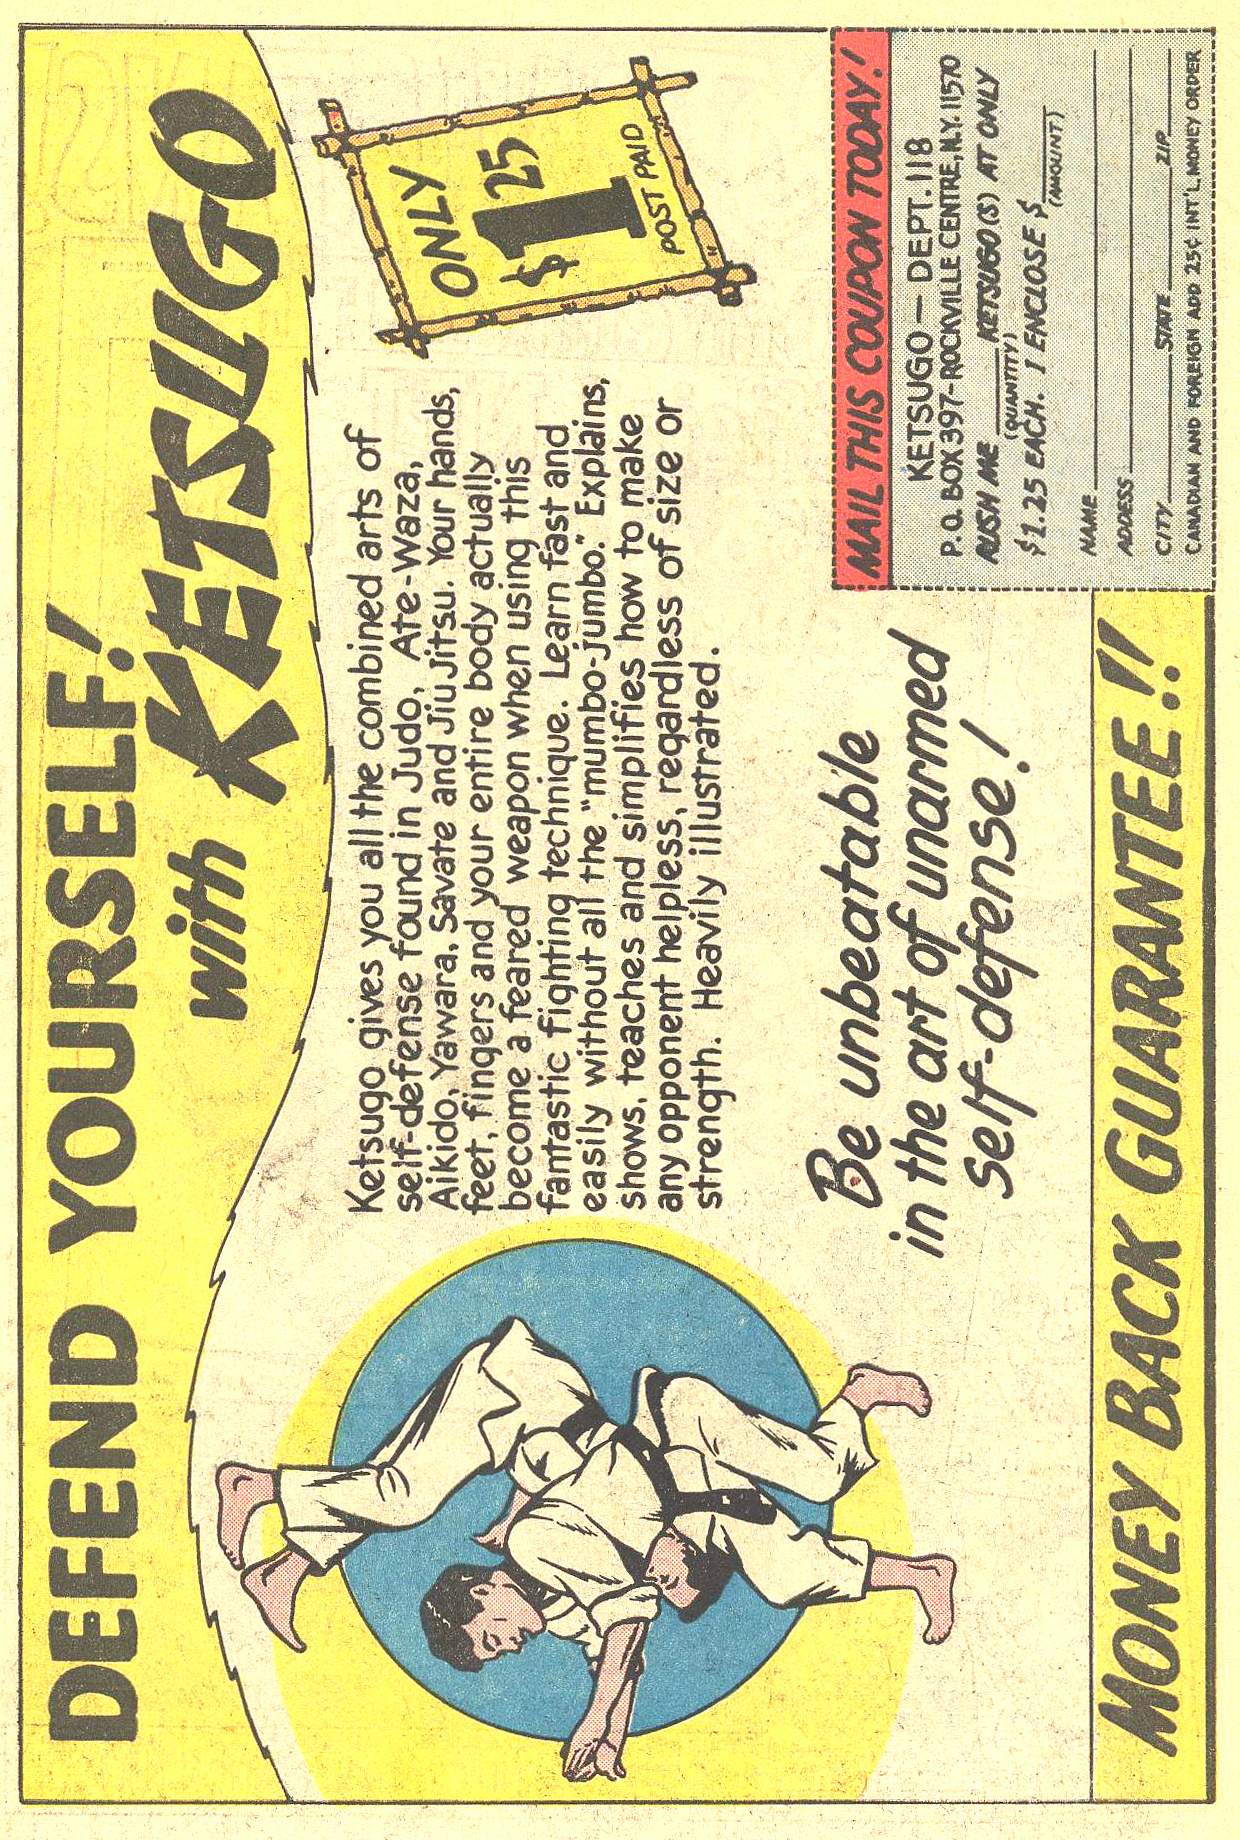 DEFEND YOURSELF!
with KETSUGO
Ketsugo gives you all the combined arts of
self-defense found in Judo, Ate-Waza,
Aikido, Yawara, Savate and Jiu Jitsu. Your hands,
feet, fingers and your entire body actually
become a feared weapon when using this
fantastic fighting technique. Learn fast and
easily without all the "mumbo-jumbo." Explains,
shows, teaches and simplifies how to make
any opponent helpless, regardless of size or
strength. Heavily illustrated.
ONLY
$1.25
POST PAID
Be unbeatable
in the art of unarmed
self-defense!
MAIL THIS COUPON TODAY!
KETSUGO — DEPT. 118
P.O. BOX 397-ROCKVILLE CENTRE, N.Y. 11570
RUSH ME ____ KETSUGO(S) AT ONLY
(QUANTITY)
$1.25 EACH. I ENCLOSE $____
(AMOUNT)
NAME
ADDRESS
CITY____ STATE____ ZIP____
CANADIAN AND FOREIGN ADD 25¢ INT'L. MONEY ORDER
MONEY BACK GUARANTEE!!